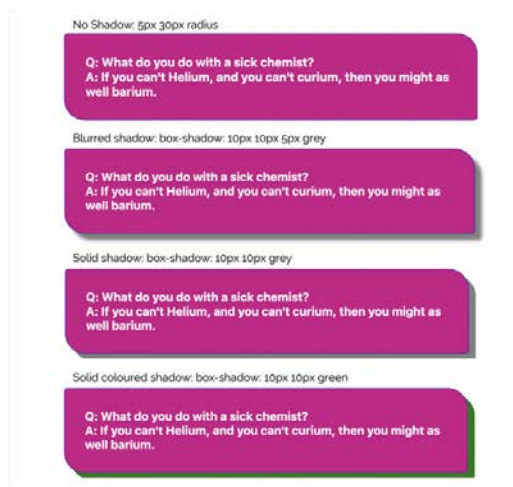 No Shadow: 5px 30px radius
Q: What do you do with a sick chemist?
A: If you can't Helium, and you can't curium, then you might as
well barium.
Blurred shadow: box-shadow: 10px 10px 5px grey
Q: What do you do with a sick chemist?
A: If you can't Helium, and you can't curium, then you might as
well barium.
Solid shadow: box-shadow: 10px 10px grey
Q: What do you do with a sick chemist?
A: If you can't Helium, and you can't curium, then you might as
well barium.
Solid coloured shadow: box-shadow: 10px 10px green
Q: What do you do with a sick chemist?
A: If you can't Helium, and you can't curium, then you might as
well barium.